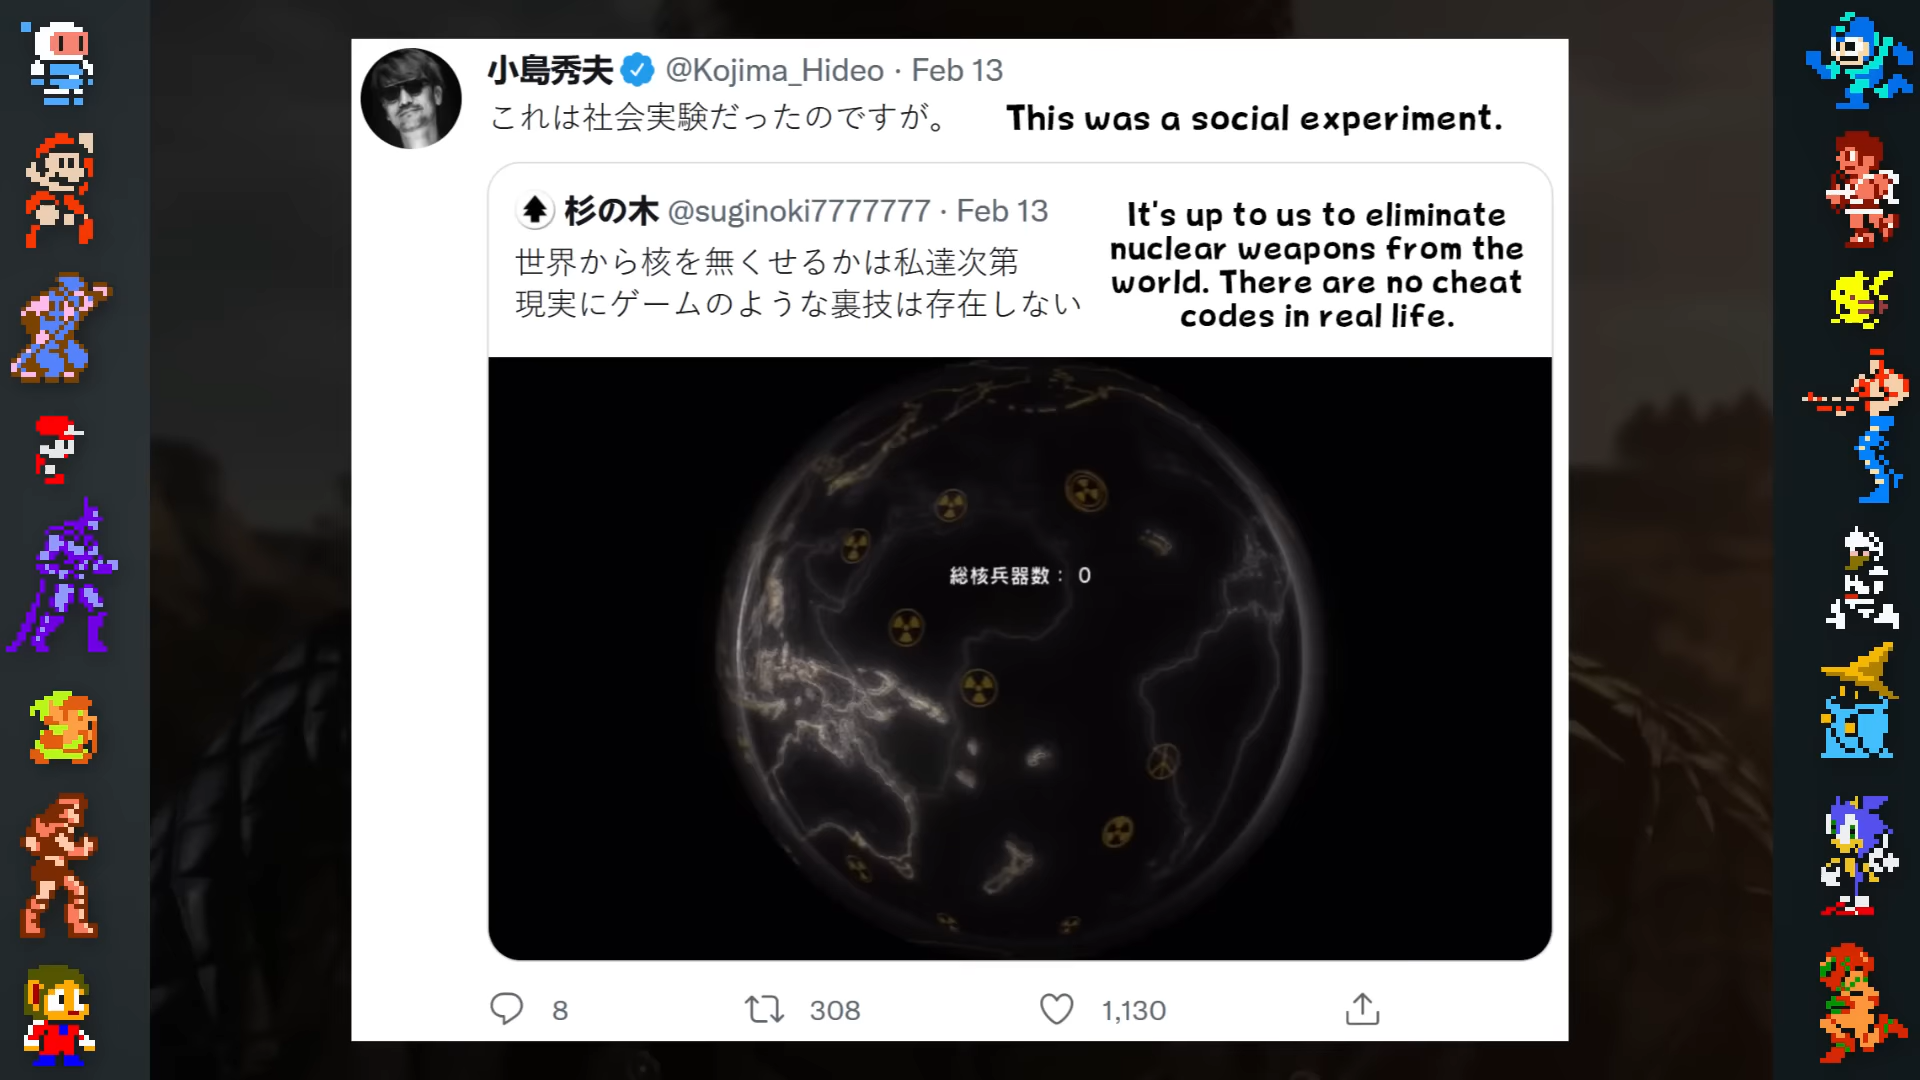 小島秀夫 @Kojima_Hideo · Feb 13
これは社会実験だったのですが。
This was a social experiment.
杉の木 @suginoki7777777 · Feb 13
世界から核を無くせるかは私達次第
現実にゲームのような裏技は存在しない
It's up to us to eliminate
nuclear weapons from the
world. There are no cheat
codes in real life.
総核兵器数： 0
8
308
1,130